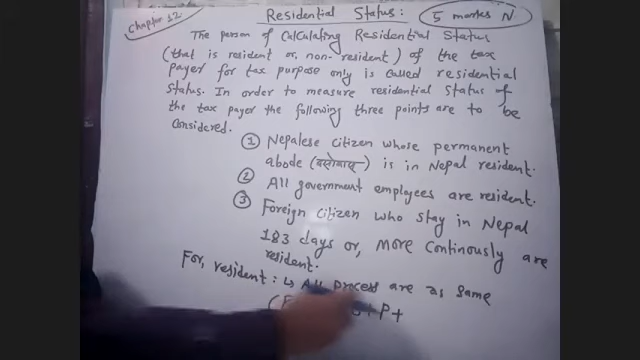 Chapter 12
Residential Status:
5 marks N
The person of Calculating Residential Status
(that is resident or, non-resident) of the tax
payer for tax purpose only is called residential
status. In order to measure residential status of
the tax payer the following three points are to be
Considered.
① Nepalese citizen whose permanent
abode (बसोबास) is in Nepal resident.
② All government employees are resident.
③ Foreign citizen who stay in Nepal
183 days or, more Continously are
resident.
For, resident: ↳ All process are as same
+P+